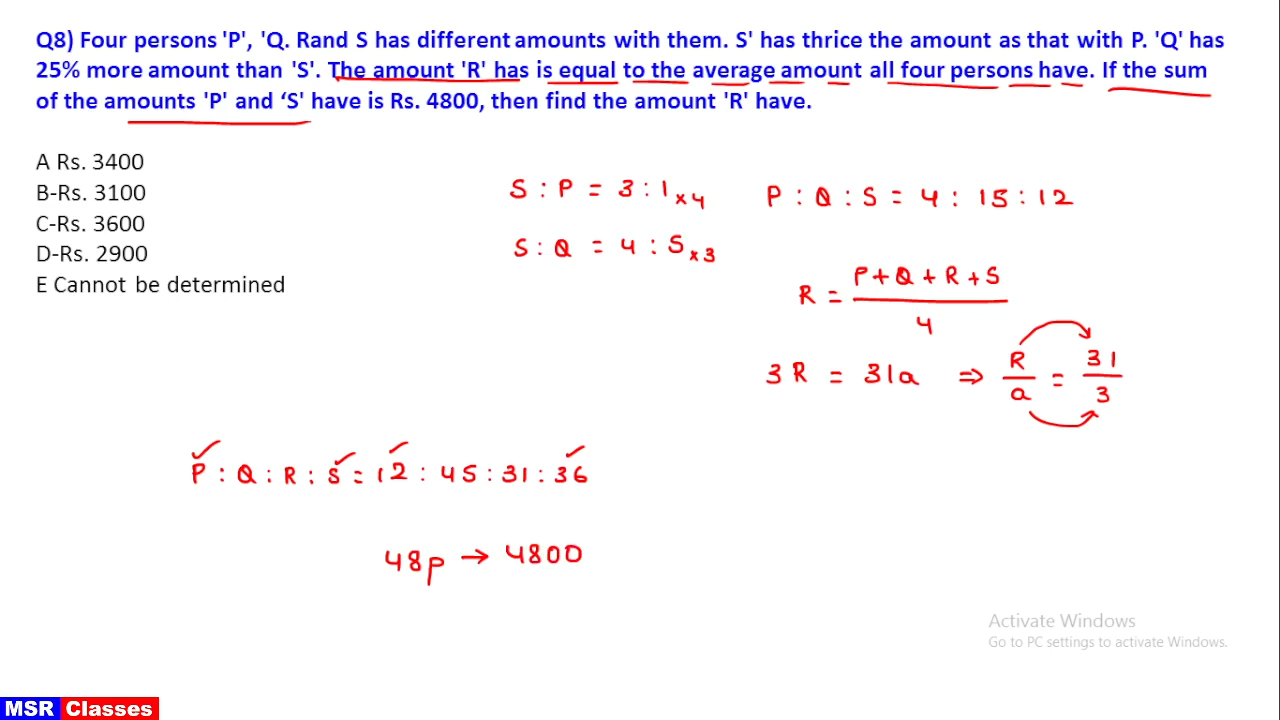 Q8) Four persons 'P', 'Q. Rand S has different amounts with them. S' has thrice the amount as that with P. 'Q' has
25% more amount than 'S'. The amount 'R' has is equal to the average amount all four persons have. If the sum
of the amounts 'P' and ‘S' have is Rs. 4800, then find the amount 'R' have.
A Rs. 3400
B-Rs. 3100
C-Rs. 3600
D-Rs. 2900
E Cannot be determined
S : P = 3 : 1 × 4
S : Q = 4 : 5 × 3
P : Q : S = 4 : 15 : 12
R = P + Q + R + S / 4
3R = 31a ⇒ R / a = 31 / 3
P : Q : R : S = 12 : 45 : 31 : 36
48p → 4800
Activate Windows
Go to PC settings to activate Windows.
MSR Classes